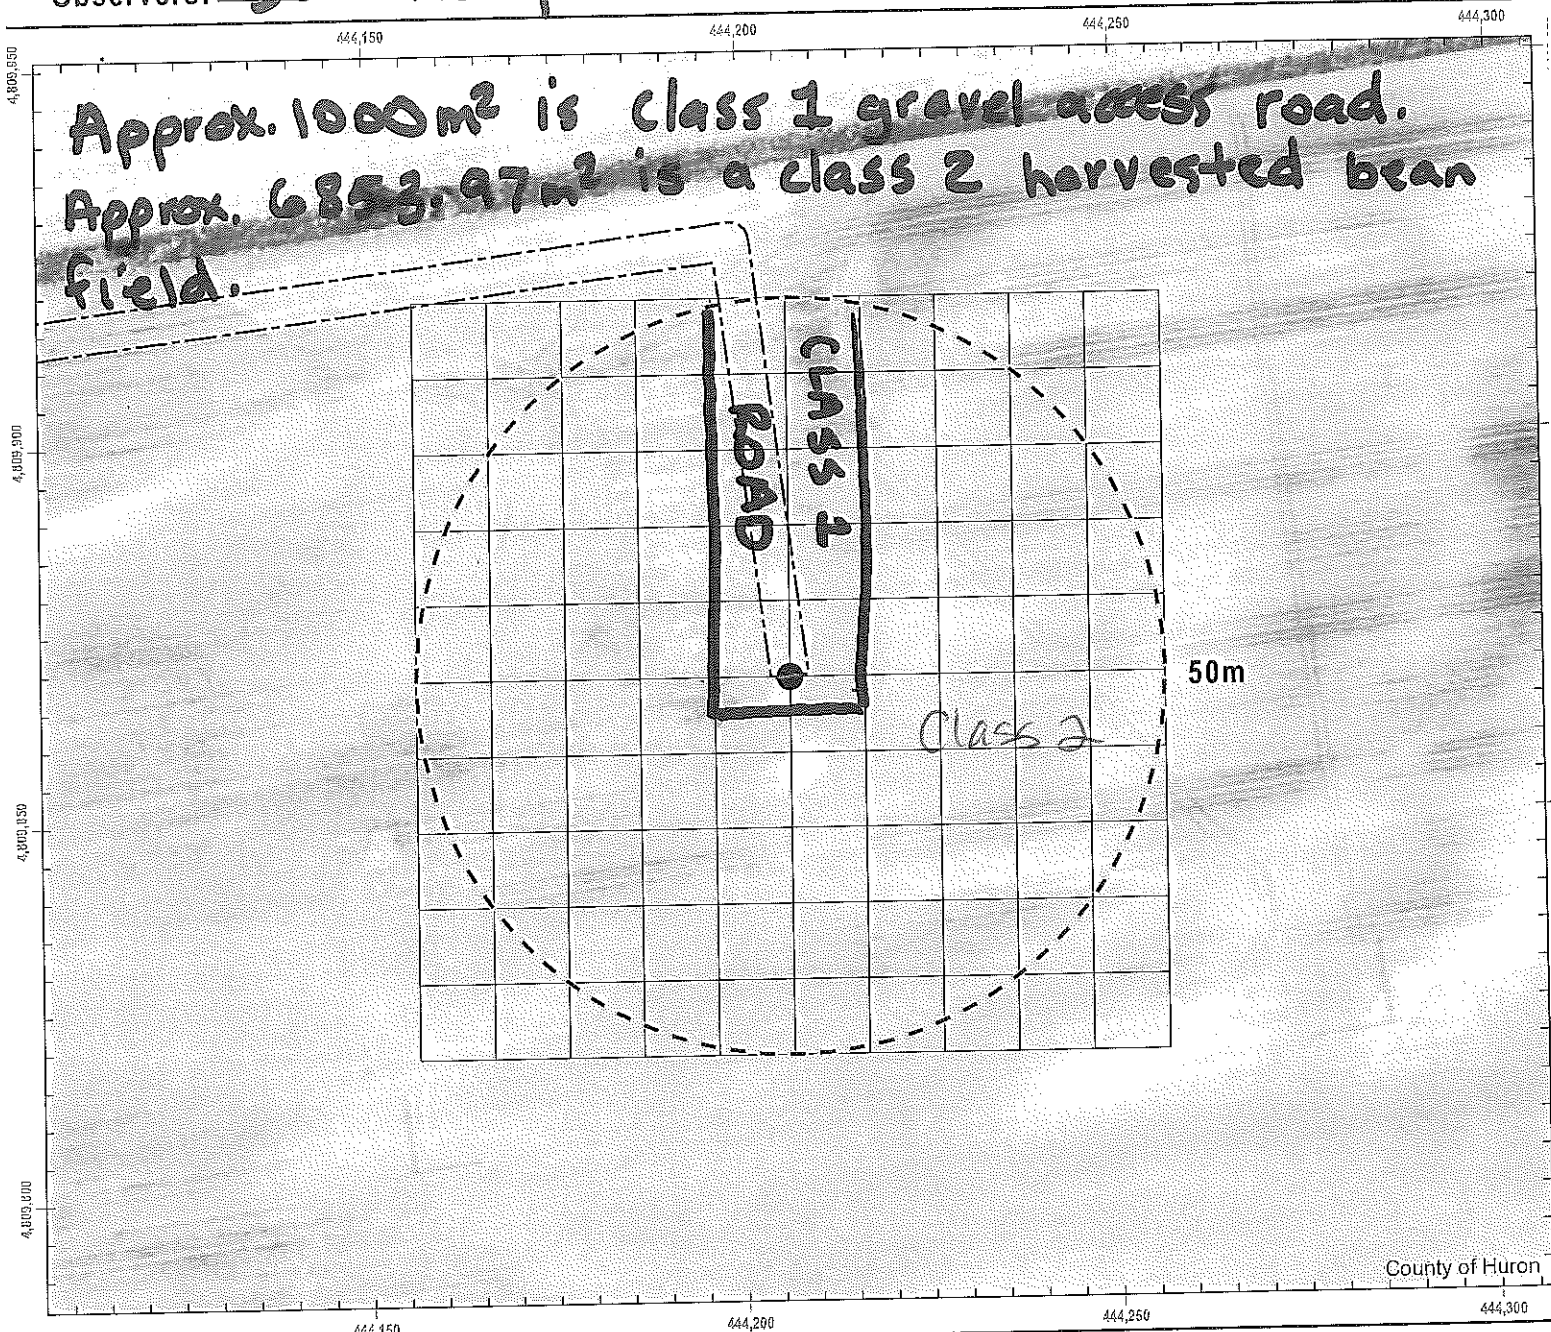 Observers:
444,150 444,200 444,250 444,300
4,809,950
Approx. 1000m² is class 1 gravel access road.
Approx. 6853.97m² is a class 2 harvested bean
field.
CLASS 1
ROAD
4,809,900
50m
Class 2
4,809,850
4,809,800
County of Huron
444,150 444,200 444,250 444,300